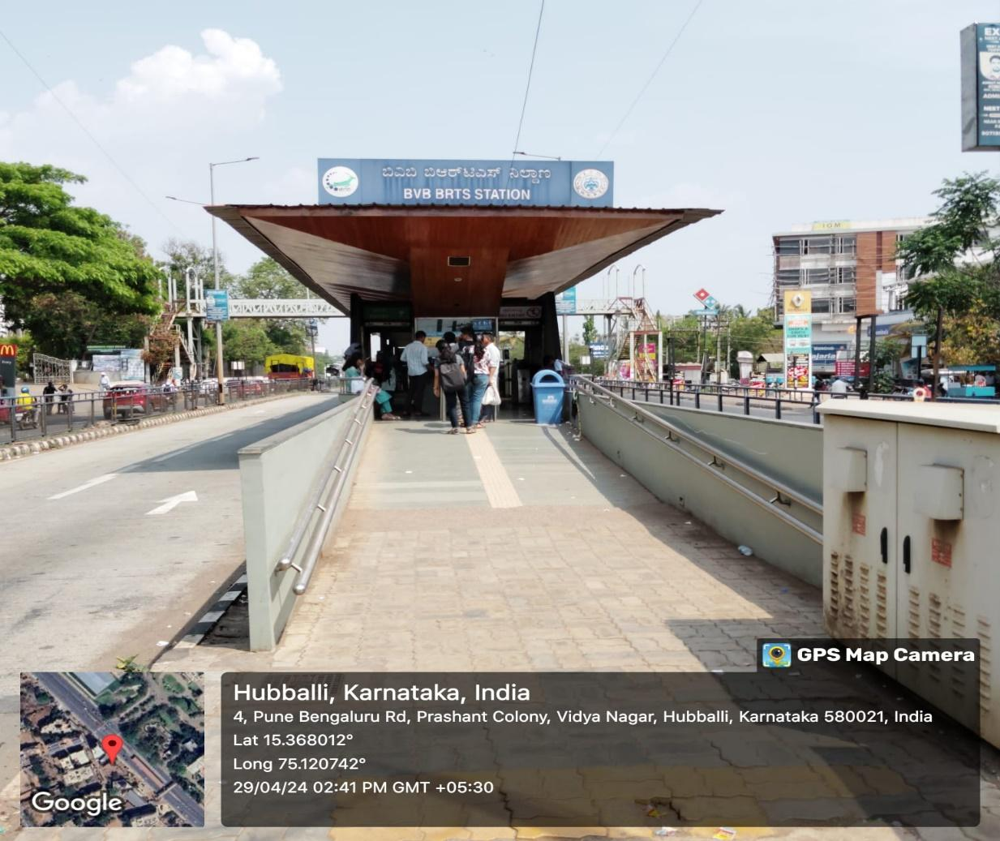 ಬಿವಿಬಿ ಬಿಆರ್‌ಟಿಎಸ್ ನಿಲ್ದಾಣ
BVB BRTS STATION
IGM
GPS Map Camera
Hubballi, Karnataka, India
4, Pune Bengaluru Rd, Prashant Colony, Vidya Nagar, Hubballi, Karnataka 580021, India
Lat 15.368012°
Long 75.120742°
29/04/24 02:41 PM GMT +05:30
Google